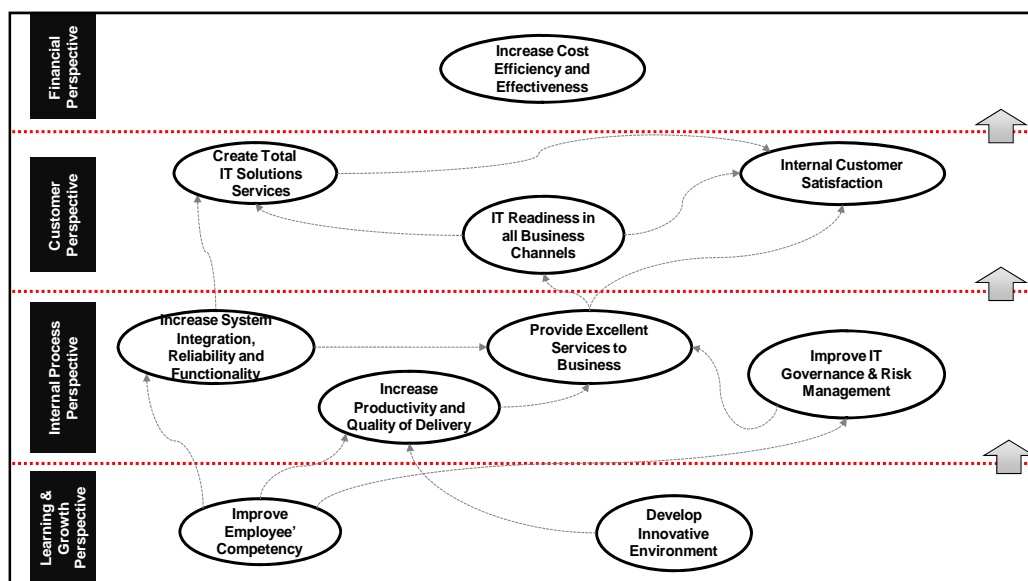 Financial
Perspective
Increase Cost
Efficiency and
Effectiveness
Customer
Perspective
Create Total
IT Solutions
Services
Internal Customer
Satisfaction
IT Readiness in
all Business
Channels
Internal Process
Perspective
Increase System
Integration,
Reliability and
Functionality
Provide Excellent
Services to
Business
Improve IT
Governance & Risk
Management
Increase
Productivity and
Quality of Delivery
Learning &
Growth
Perspective
Improve
Employee'
Competency
Develop
Innovative
Environment